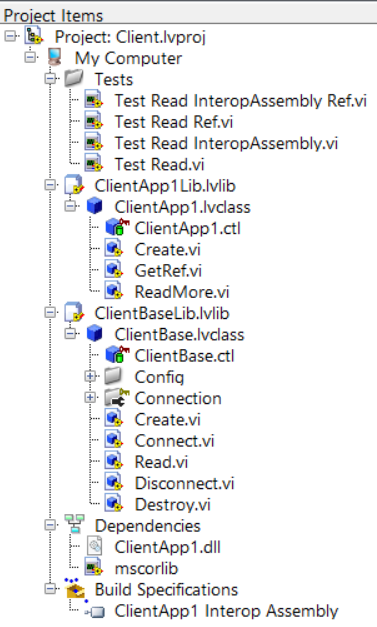 Project Items
Project: Client.lvproj
My Computer
Tests
Test Read InteropAssembly Ref.vi
Test Read Ref.vi
Test Read InteropAssembly.vi
Test Read.vi
ClientApp1Lib.lvlib
ClientApp1.lvclass
ClientApp1.ctl
Create.vi
GetRef.vi
ReadMore.vi
ClientBaseLib.lvlib
ClientBase.lvclass
ClientBase.ctl
Config
Connection
Create.vi
Connect.vi
Read.vi
Disconnect.vi
Destroy.vi
Dependencies
ClientApp1.dll
mscorlib
Build Specifications
ClientApp1 Interop Assembly